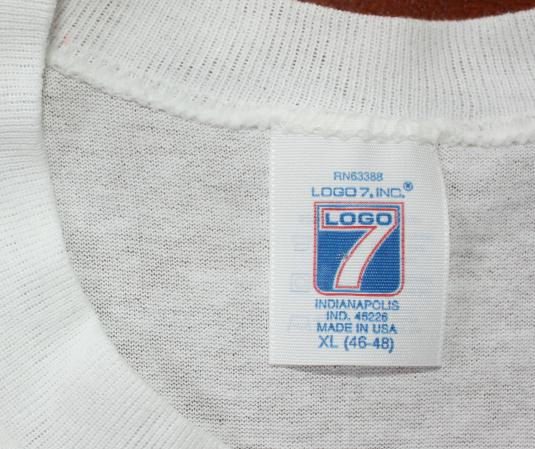 RN63388
LOGO 7, INC.®
LOGO
7
INDIANAPOLIS
IND. 46226
MADE IN USA
XL (46-48)